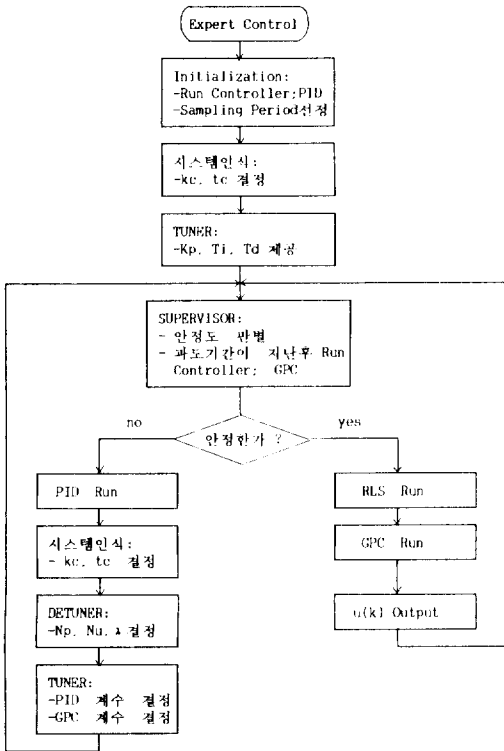 Expert Control
Initialization:
-Run Controller;PID
-Sampling Period선정
시스템인식:
-kc, tc 결정
TUNER:
-Kp, Ti, Td 제공
SUPERVISOR:
- 안정도 판별
- 과도기간이 지난후 Run
Controller; GPC
안정한가 ?
no
yes
PID Run
시스템인식:
- kc, tc 결정
DETUNER:
-Np, Nu, λ 결정
TUNER:
-PID 계수 결정
-GPC 계수 결정
RLS Run
GPC Run
u(k) Output